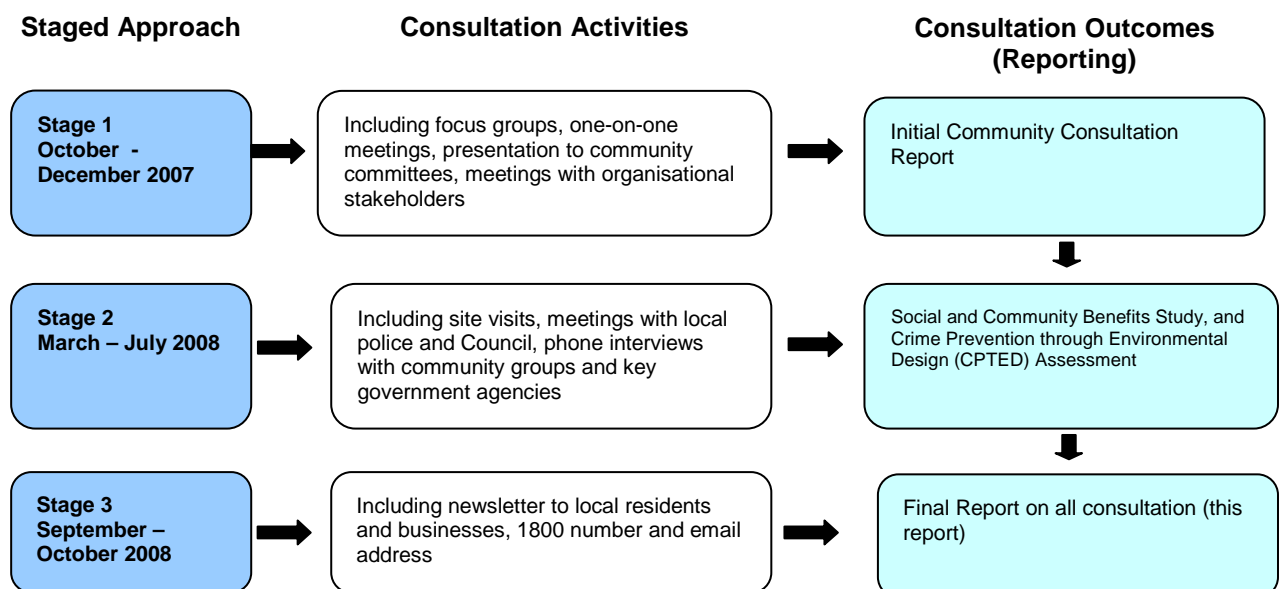 Staged Approach
Consultation Activities
Consultation Outcomes
(Reporting)
Stage 1
October  -
December 2007
Including focus groups, one-on-one
meetings, presentation to community
committees, meetings with organisational
stakeholders
Initial Community Consultation
Report
Stage 2
March – July 2008
Including site visits, meetings with local
police and Council, phone interviews
with community groups and key
government agencies
Social and Community Benefits Study, and
Crime Prevention through Environmental
Design (CPTED) Assessment
Stage 3
September –
October 2008
Including newsletter to local residents
and businesses, 1800 number and email
address
Final Report on all consultation (this
report)